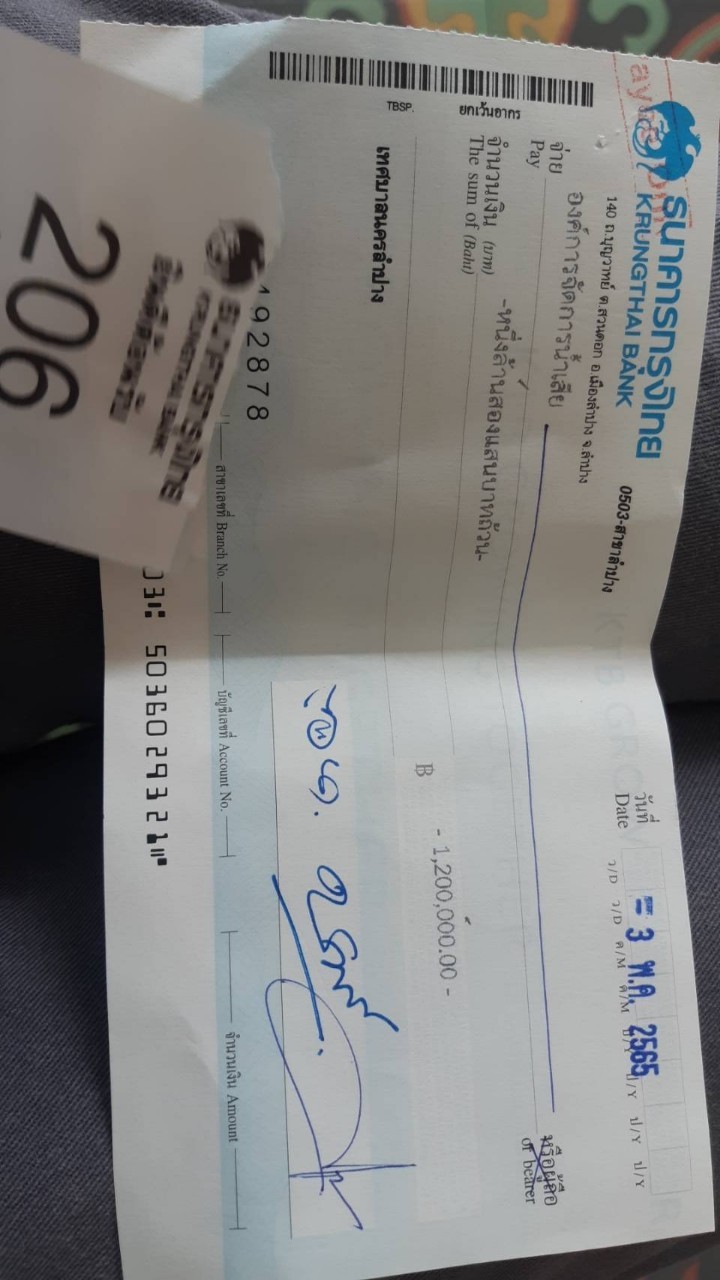 ธนาคารกรุงไทย
KRUNGTHAI BANK
0503-สาขาลำปาง
140 ถ.บุญวาทย์ ต.สวนดอก อ.เมืองลำปาง จ.ลำปาง
วันที่
Date
= 3 พ.ค. 2565
ว/D ว/D ด/M ด/M ป/Y ป/Y ป/Y ป/Y
จ่าย องค์การจัดการน้ำเสีย หรือผู้ถือ
Pay or bearer
จำนวนเงิน (บาท) -หนึ่งล้านสองแสนบาทถ้วน-
The sum of (Baht)
B - 1,200,000.00 -
ยกเว้นอากร
TBSP.
เทศบาลนครลำปาง
492878
สาขาเลขที่ Branch No. บัญชีเลขที่ Account No. จำนวนเงิน Amount
5036029321
ธนาคารกรุงไทย
KRUNGTHAI BANK
ยินดีต้อนรับ
206